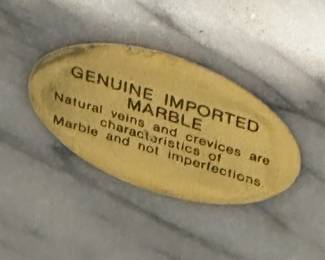 GENUINE IMPORTED
MARBLE
Natural veins and crevices are
characteristics of
Marble and not imperfections.